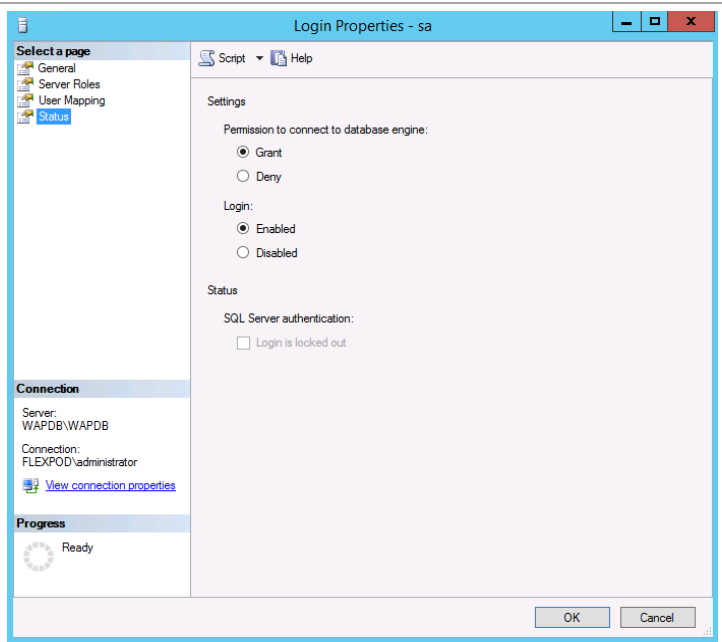 Login Properties - sa
Select a page
General
Server Roles
User Mapping
Status
Script
Help
Settings
Permission to connect to database engine:
Grant
Deny
Login:
Enabled
Disabled
Status
SQL Server authentication:
Login is locked out
Connection
Server:
WAPDB\WAPDB
Connection:
FLEXPOD\administrator
View connection properties
Progress
Ready
OK
Cancel